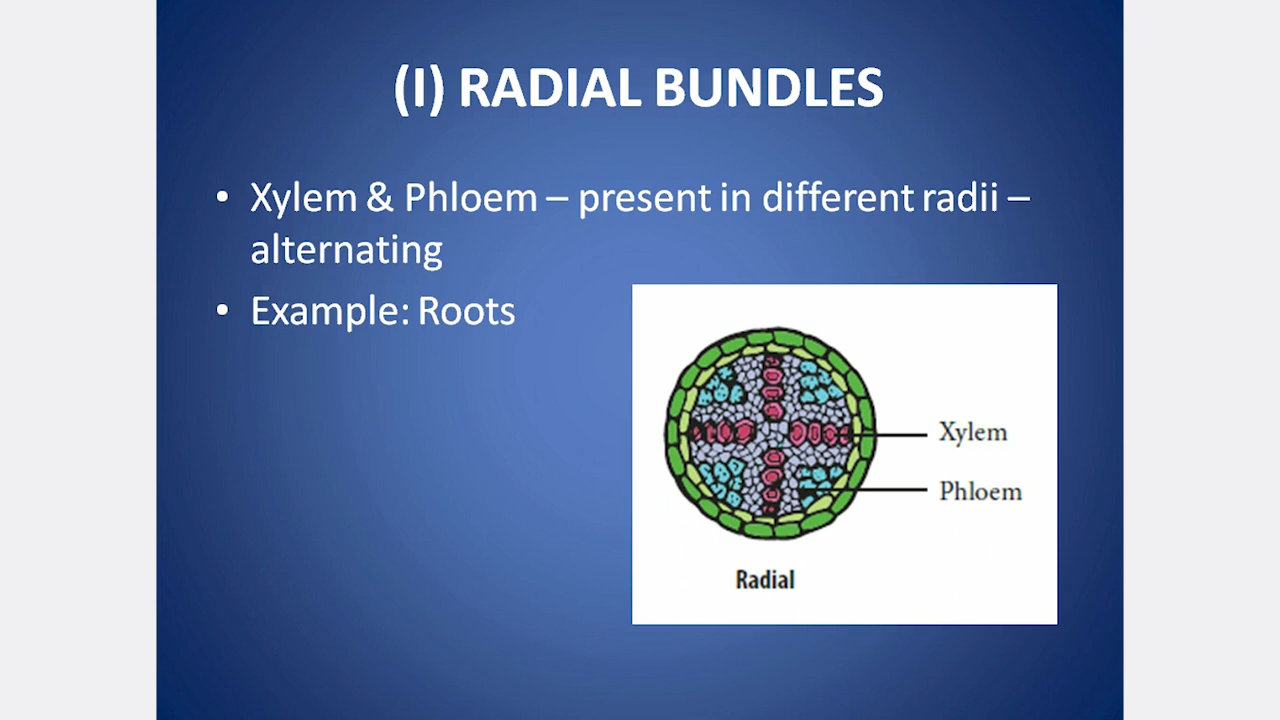 (I) RADIAL BUNDLES
• Xylem & Phloem – present in different radii –
alternating
• Example: Roots
Xylem
Phloem
Radial